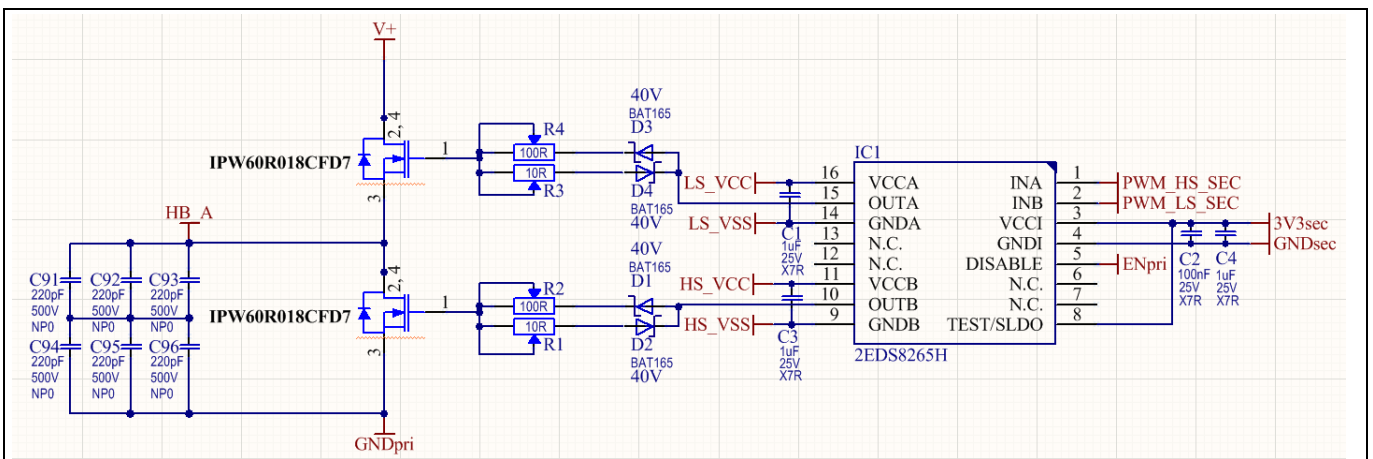 V+
2, 4
IPW60R018CFD7
1
3
R4
100R
10R
R3
40V
BAT165
D3
D4
BAT165
40V
HB_A
C91
220pF
500V
NP0
C92
220pF
500V
NP0
C93
220pF
500V
NP0
C94
220pF
500V
NP0
C95
220pF
500V
NP0
C96
220pF
500V
NP0
2, 4
IPW60R018CFD7
1
3
GNDpri
R2
100R
10R
R1
40V
BAT165
D1
D2
BAT165
40V
LS_VCC
LS_VSS
C1
1uF
25V
X7R
HS_VCC
HS_VSS
C3
1uF
25V
X7R
IC1
16 VCCA INA 1 PWM_HS_SEC
15 OUTA INB 2 PWM_LS_SEC
14 GNDA VCCI 3 3V3sec
13 N.C. GNDI 4 GNDsec
12 N.C. DISABLE 5 ENpri
11 VCCB N.C. 6
10 OUTB N.C. 7
9 GNDB TEST/SLDO 8
2EDS8265H
C2
100nF
25V
X7R
C4
1uF
25V
X7R